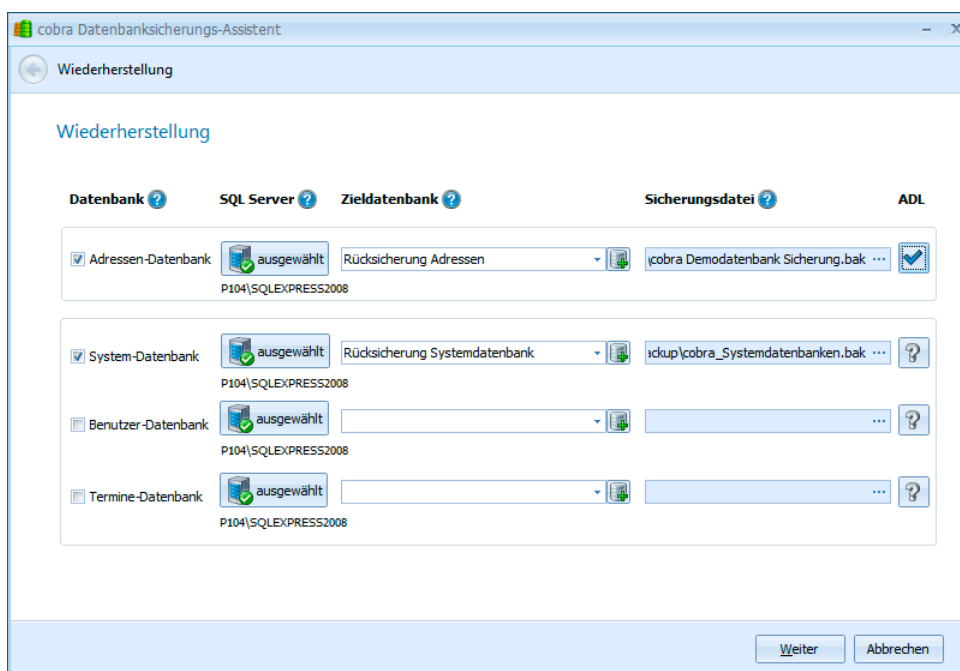 cobra Datenbanksicherungs-Assistent
Wiederherstellung
Wiederherstellung
Datenbank ? SQL Server ? Zieldatenbank ? Sicherungsdatei ? ADL
Adressen-Datenbank ausgewählt Rücksicherung Adressen \cobra Demodatenbank Sicherung.bak ...
P104\SQLEXPRESS2008
System-Datenbank ausgewählt Rücksicherung Systemdatenbank ackup\cobra_Systemdatenbanken.bak ... ?
P104\SQLEXPRESS2008
Benutzer-Datenbank ausgewählt ... ?
P104\SQLEXPRESS2008
Termine-Datenbank ausgewählt ... ?
P104\SQLEXPRESS2008
Weiter Abbrechen